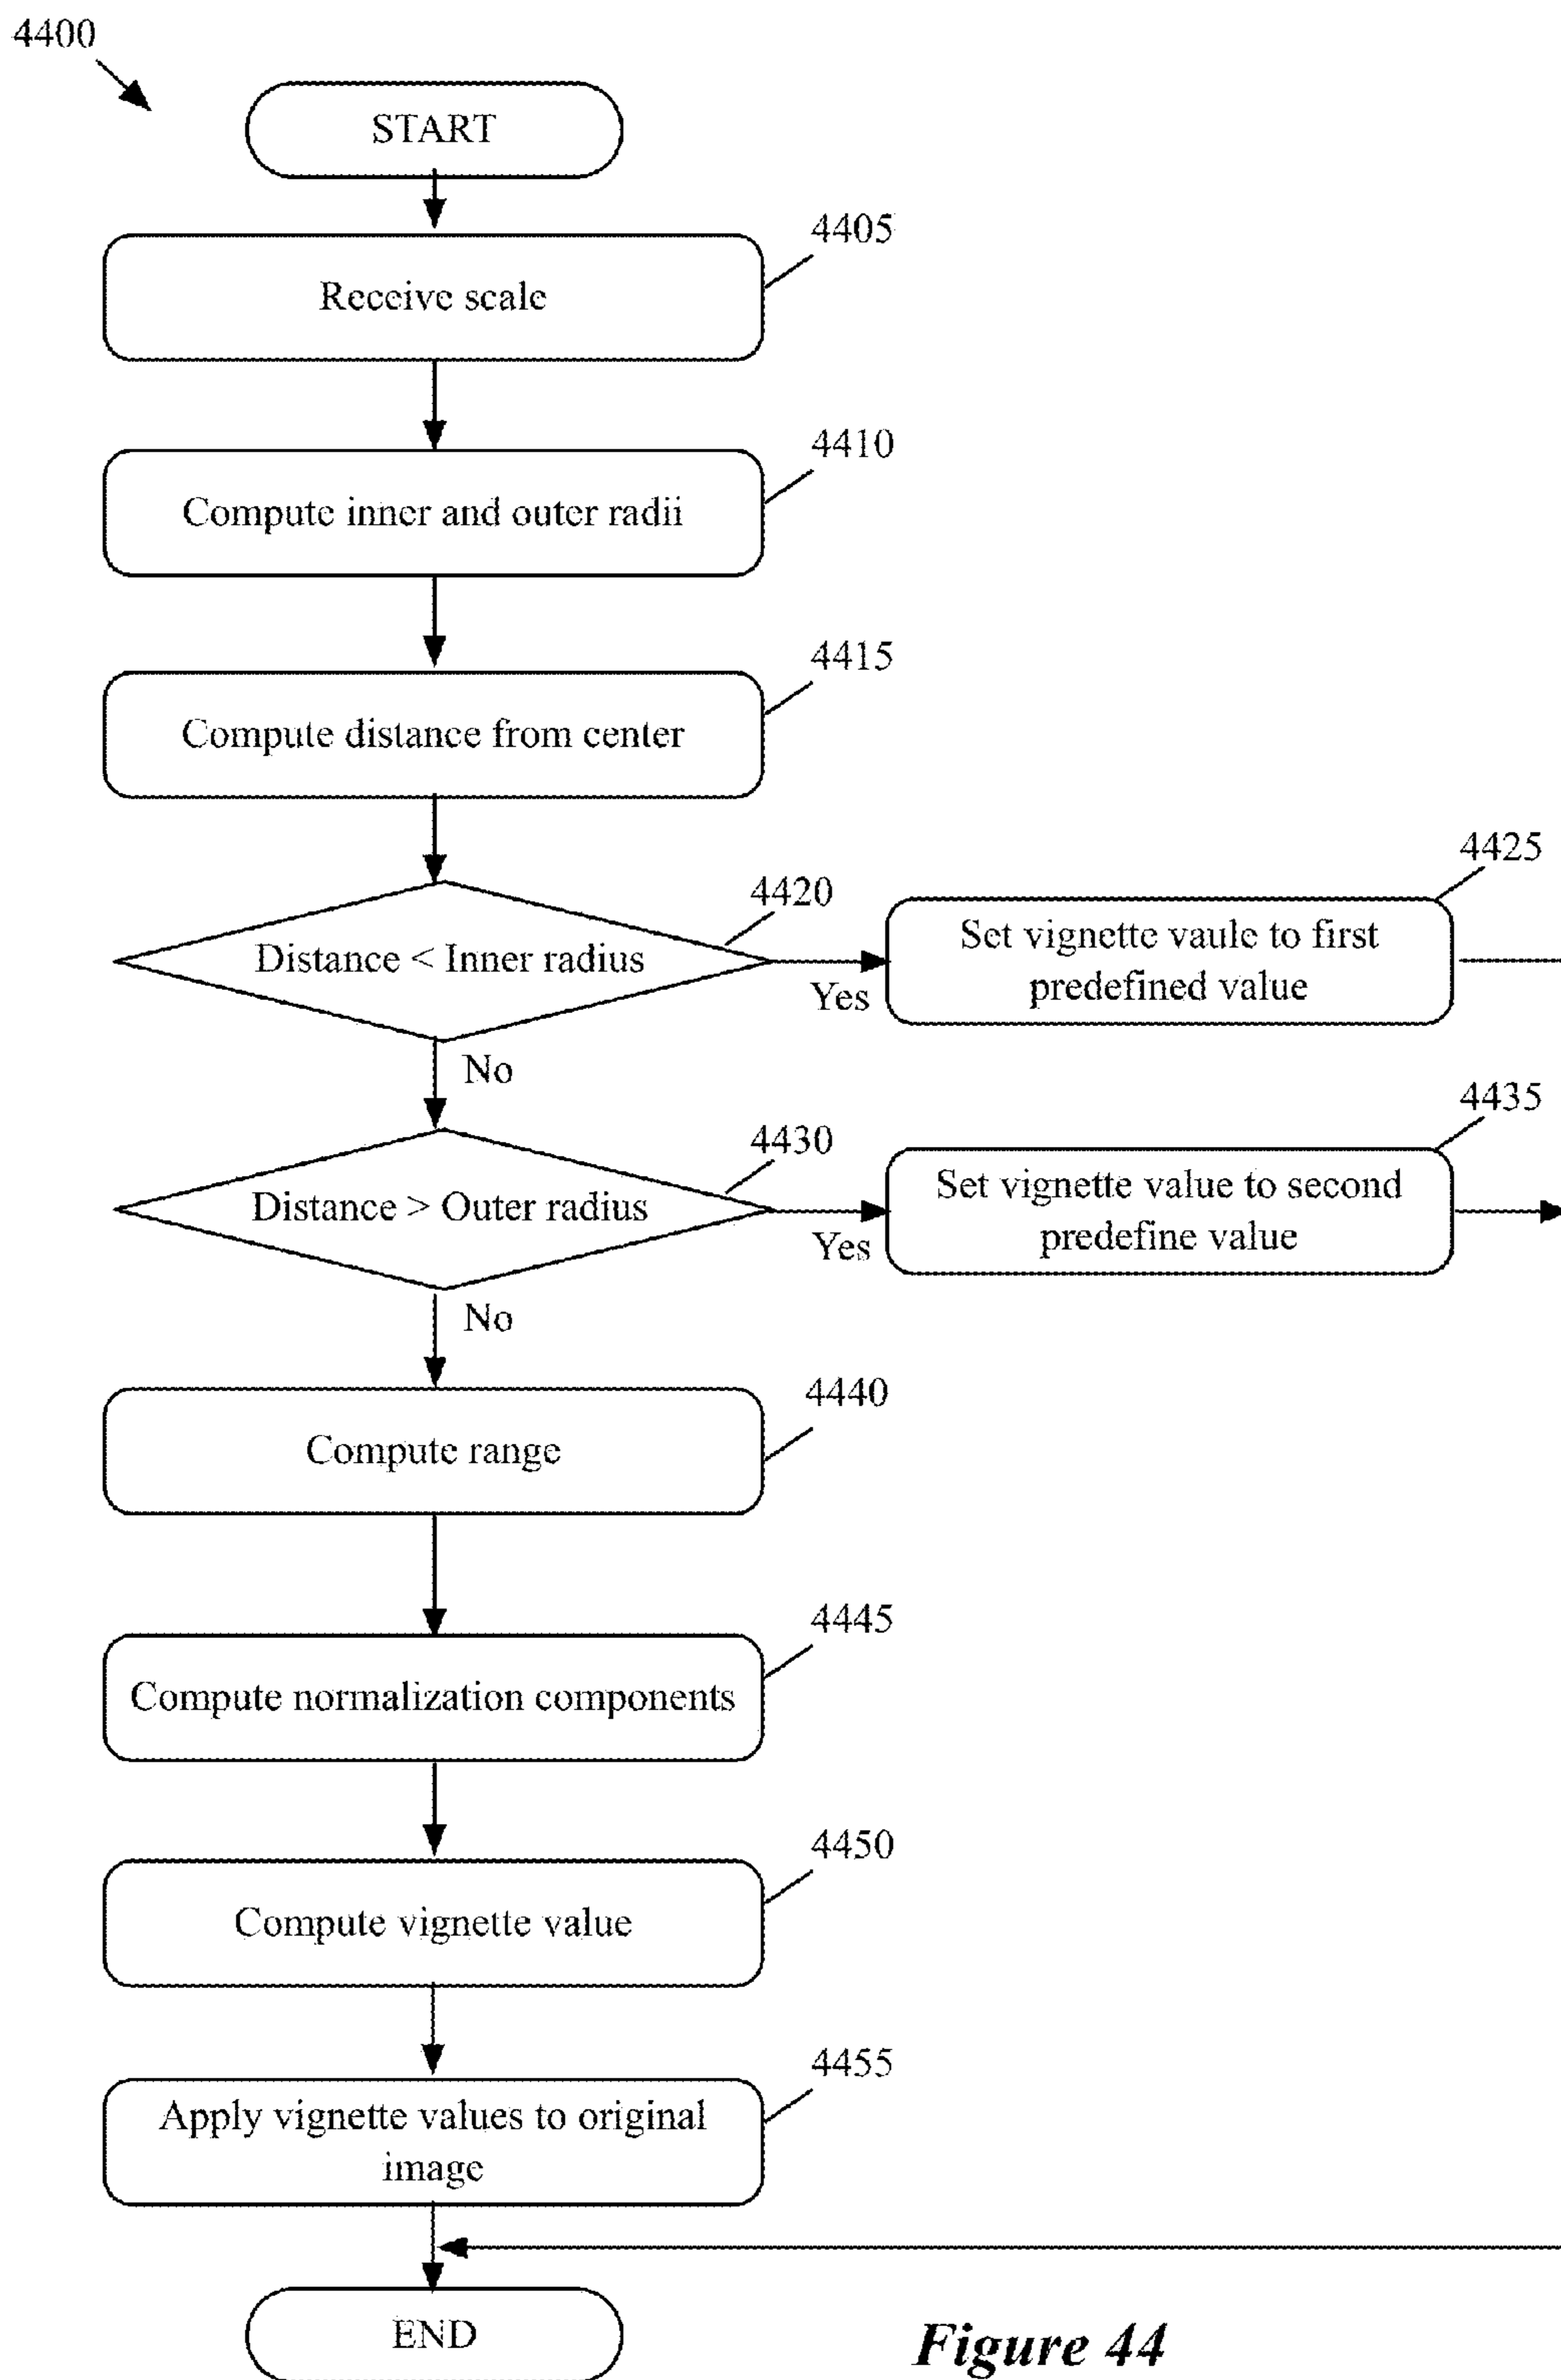 4400
START
4405
Receive scale
4410
Compute inner and outer radii
4415
Compute distance from center
4420
Distance < Inner radius
Yes
4425
Set vignette vaule to first
predefined value
No
4430
Distance > Outer radius
Yes
4435
Set vignette value to second
predefine value
No
4440
Compute range
4445
Compute normalization components
4450
Compute vignette value
4455
Apply vignette values to original
image
END
Figure 44